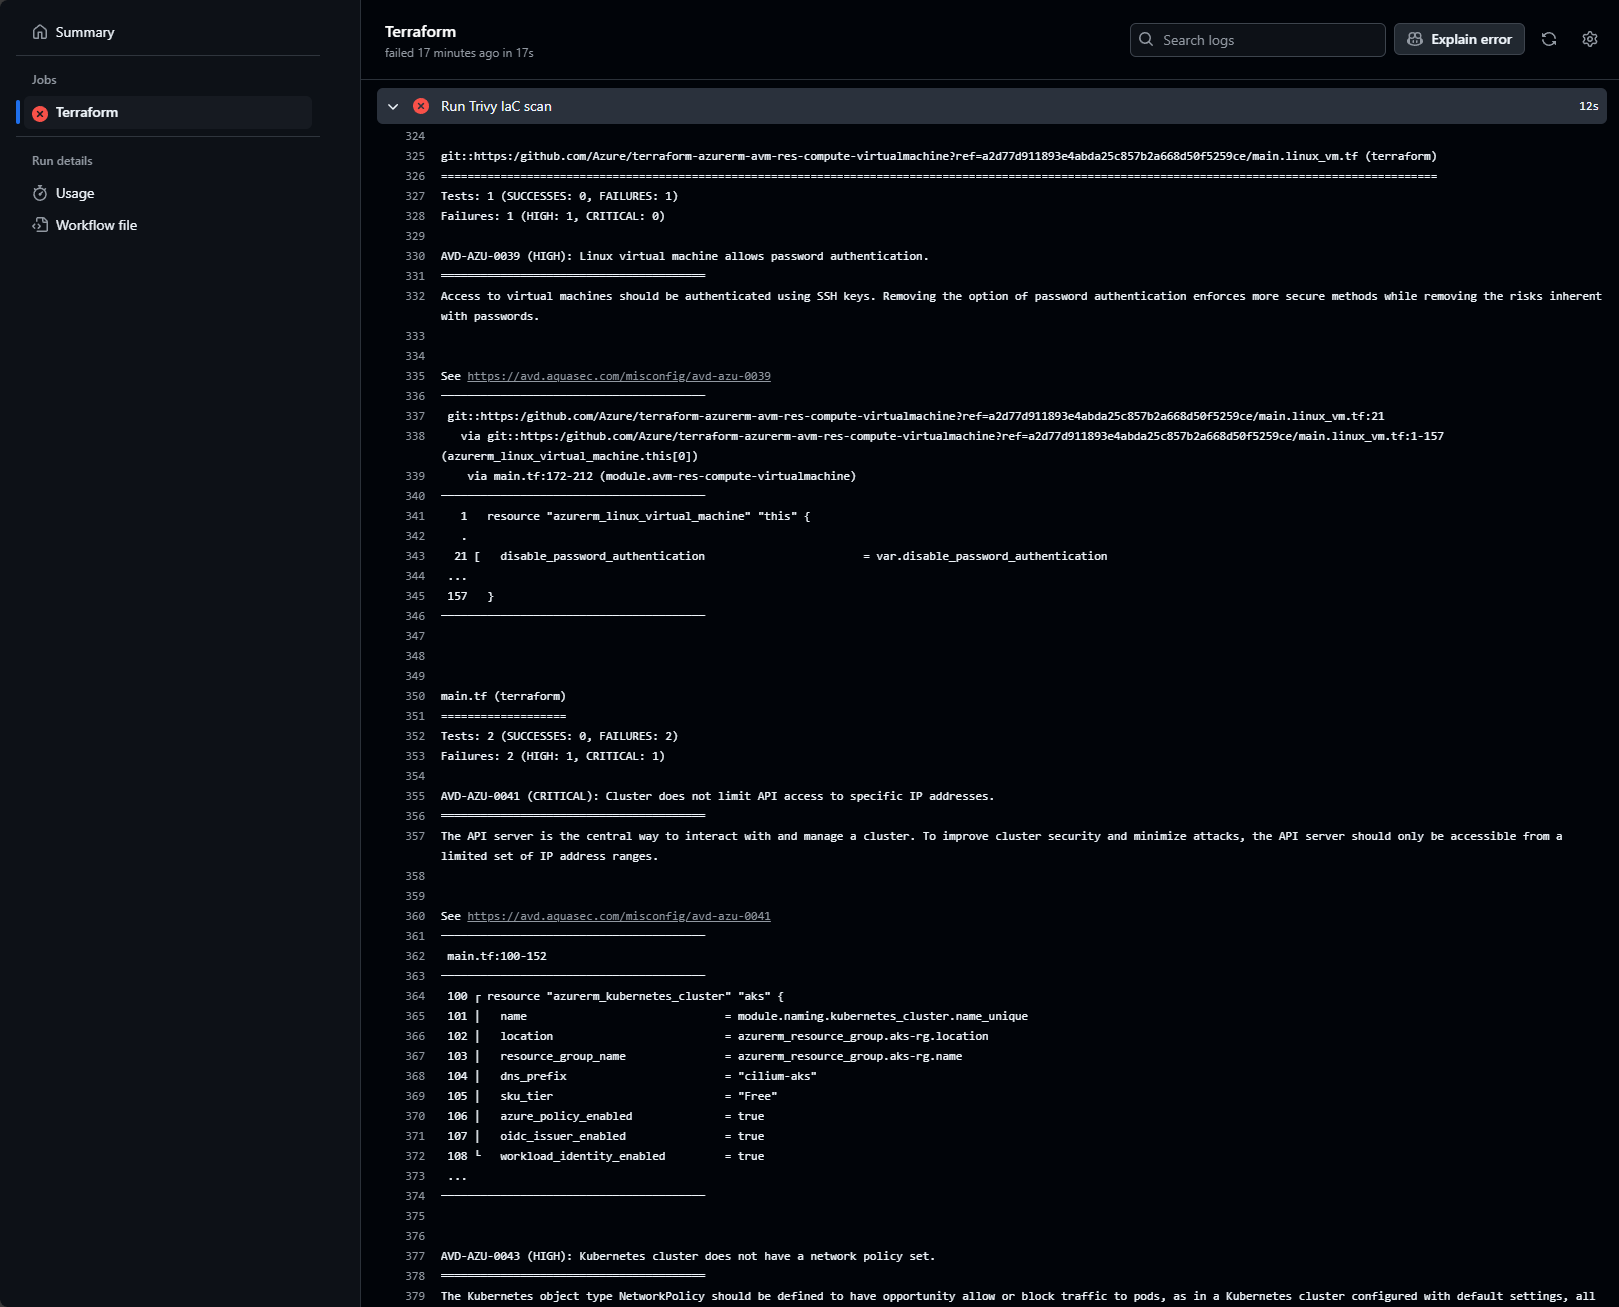 Summary
Jobs
Terraform
Run details
Usage
Workflow file
Terraform
failed 17 minutes ago in 17s
Search logs
Explain error
Run Trivy IaC scan
12s
324
325 git::https:/github.com/Azure/terraform-azurerm-avm-res-compute-virtualmachine?ref=a2d77d911893e4abda25c857b2a668d50f5259ce/main.linux_vm.tf (terraform)
326 =======================================================================================================================================================
327 Tests: 1 (SUCCESSES: 0, FAILURES: 1)
328 Failures: 1 (HIGH: 1, CRITICAL: 0)
329
330 AVD-AZU-0039 (HIGH): Linux virtual machine allows password authentication.
331 ════════════════════════════════════════
332 Access to virtual machines should be authenticated using SSH keys. Removing the option of password authentication enforces more secure methods while removing the risks inherent
with passwords.
333
334
335 See https://avd.aquasec.com/misconfig/avd-azu-0039
336 ────────────────────────────────────────
337 git::https:/github.com/Azure/terraform-azurerm-avm-res-compute-virtualmachine?ref=a2d77d911893e4abda25c857b2a668d50f5259ce/main.linux_vm.tf:21
338 via git::https:/github.com/Azure/terraform-azurerm-avm-res-compute-virtualmachine?ref=a2d77d911893e4abda25c857b2a668d50f5259ce/main.linux_vm.tf:1-157
(azurerm_linux_virtual_machine.this[0])
339 via main.tf:172-212 (module.avm-res-compute-virtualmachine)
340 ────────────────────────────────────────
341 1 resource "azurerm_linux_virtual_machine" "this" {
342 .
343 21 [ disable_password_authentication = var.disable_password_authentication
344 ...
345 157 }
346 ────────────────────────────────────────
347
348
349
350 main.tf (terraform)
351 ===================
352 Tests: 2 (SUCCESSES: 0, FAILURES: 2)
353 Failures: 2 (HIGH: 1, CRITICAL: 1)
354
355 AVD-AZU-0041 (CRITICAL): Cluster does not limit API access to specific IP addresses.
356 ════════════════════════════════════════
357 The API server is the central way to interact with and manage a cluster. To improve cluster security and minimize attacks, the API server should only be accessible from a
limited set of IP address ranges.
358
359
360 See https://avd.aquasec.com/misconfig/avd-azu-0041
361 ────────────────────────────────────────
362 main.tf:100-152
363 ────────────────────────────────────────
364 100 ┌ resource "azurerm_kubernetes_cluster" "aks" {
365 101 │ name = module.naming.kubernetes_cluster.name_unique
366 102 │ location = azurerm_resource_group.aks-rg.location
367 103 │ resource_group_name = azurerm_resource_group.aks-rg.name
368 104 │ dns_prefix = "cilium-aks"
369 105 │ sku_tier = "Free"
370 106 │ azure_policy_enabled = true
371 107 │ oidc_issuer_enabled = true
372 108 └ workload_identity_enabled = true
373 ...
374 ────────────────────────────────────────
375
376
377 AVD-AZU-0043 (HIGH): Kubernetes cluster does not have a network policy set.
378 ════════════════════════════════════════
379 The Kubernetes object type NetworkPolicy should be defined to have opportunity allow or block traffic to pods, as in a Kubernetes cluster configured with default settings, all